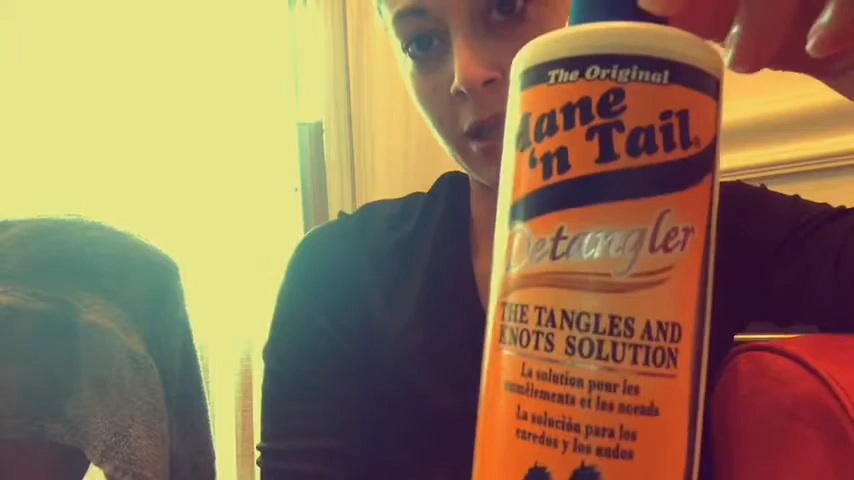 The Original
Mane
'n Tail®
Detangler
THE TANGLES AND
KNOTS SOLUTION
La solution pour les
emmêlements et les noeuds
La solución para los
enredos y los nudos